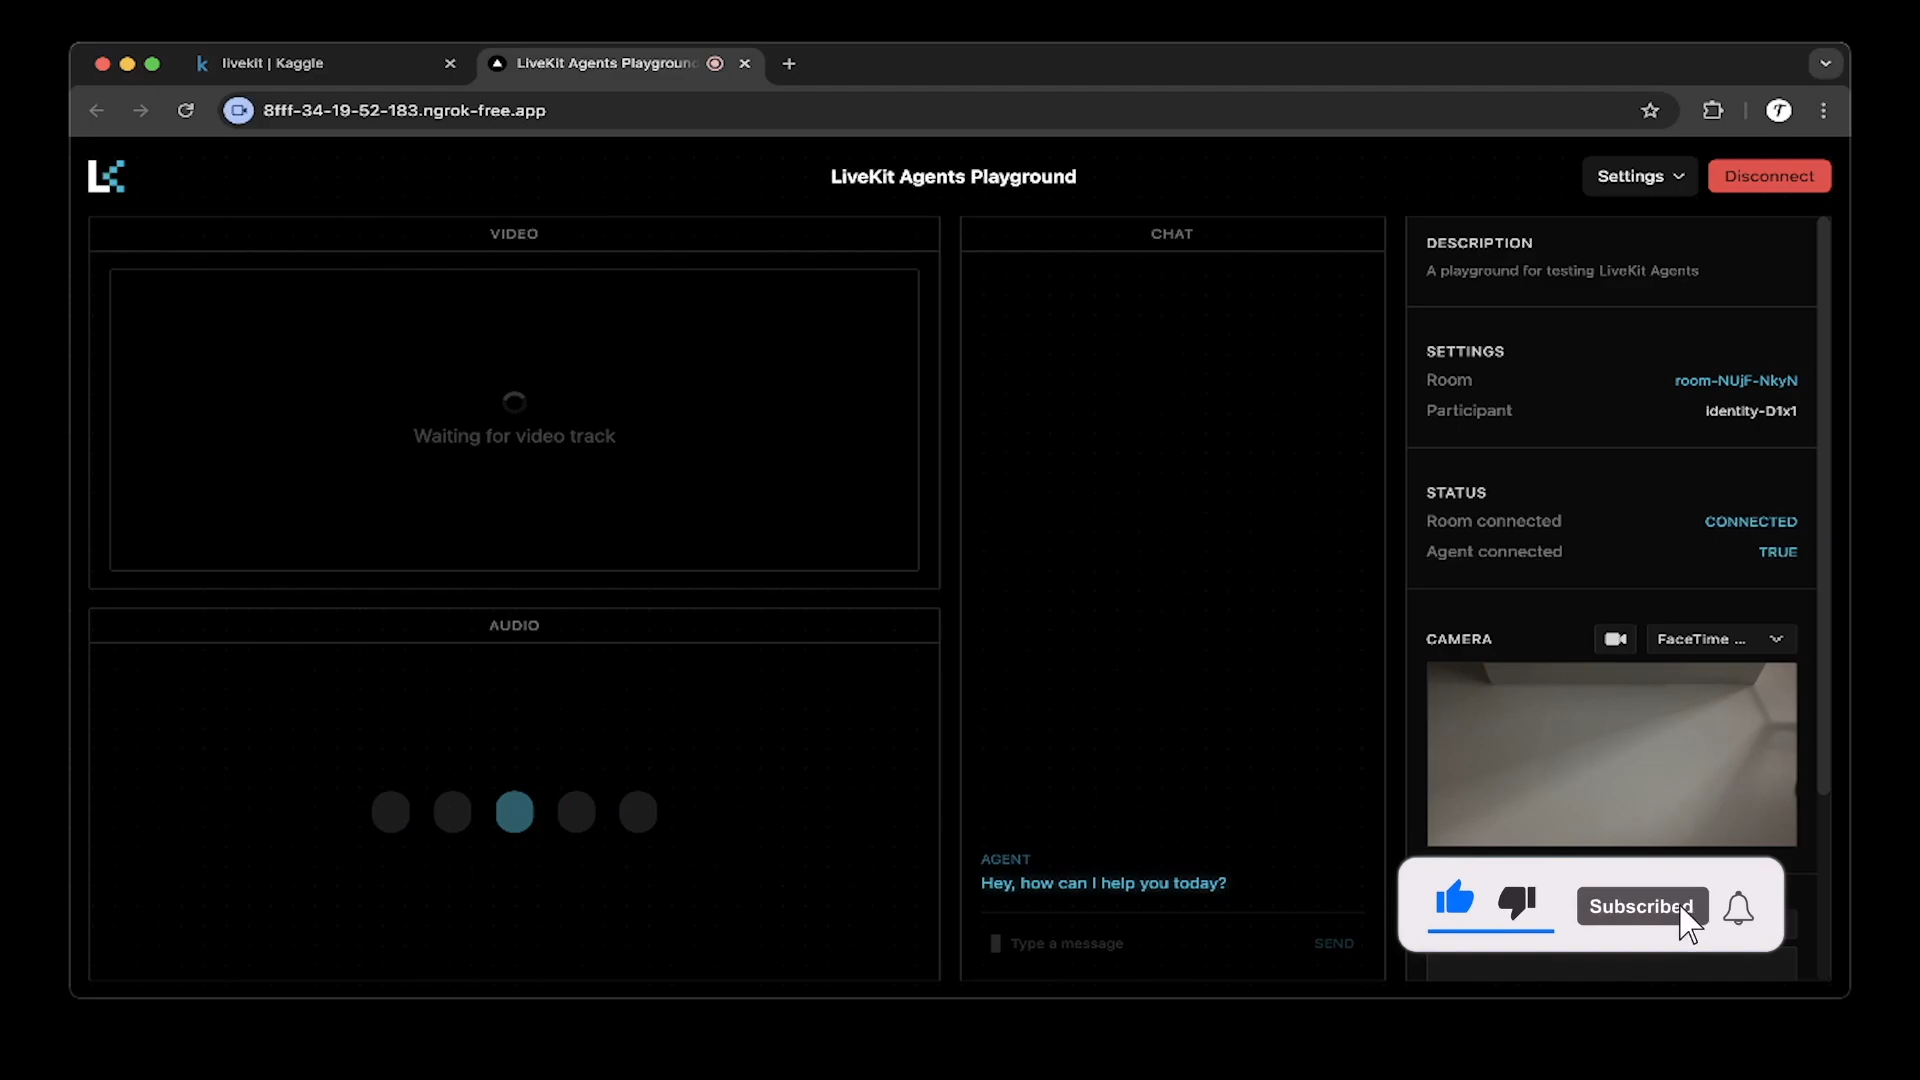 livekit | Kaggle
LiveKit Agents Playground
8fff-34-19-52-183.ngrok-free.app
LiveKit Agents Playground
Settings
Disconnect
VIDEO
Waiting for video track
AUDIO
CHAT
AGENT
Hey, how can I help you today?
Type a message
SEND
DESCRIPTION
A playground for testing LiveKit Agents
SETTINGS
Room
room-NUjF-NkyN
Participant
identity-D1x1
STATUS
Room connected
CONNECTED
Agent connected
TRUE
CAMERA
FaceTime ...
Subscribed